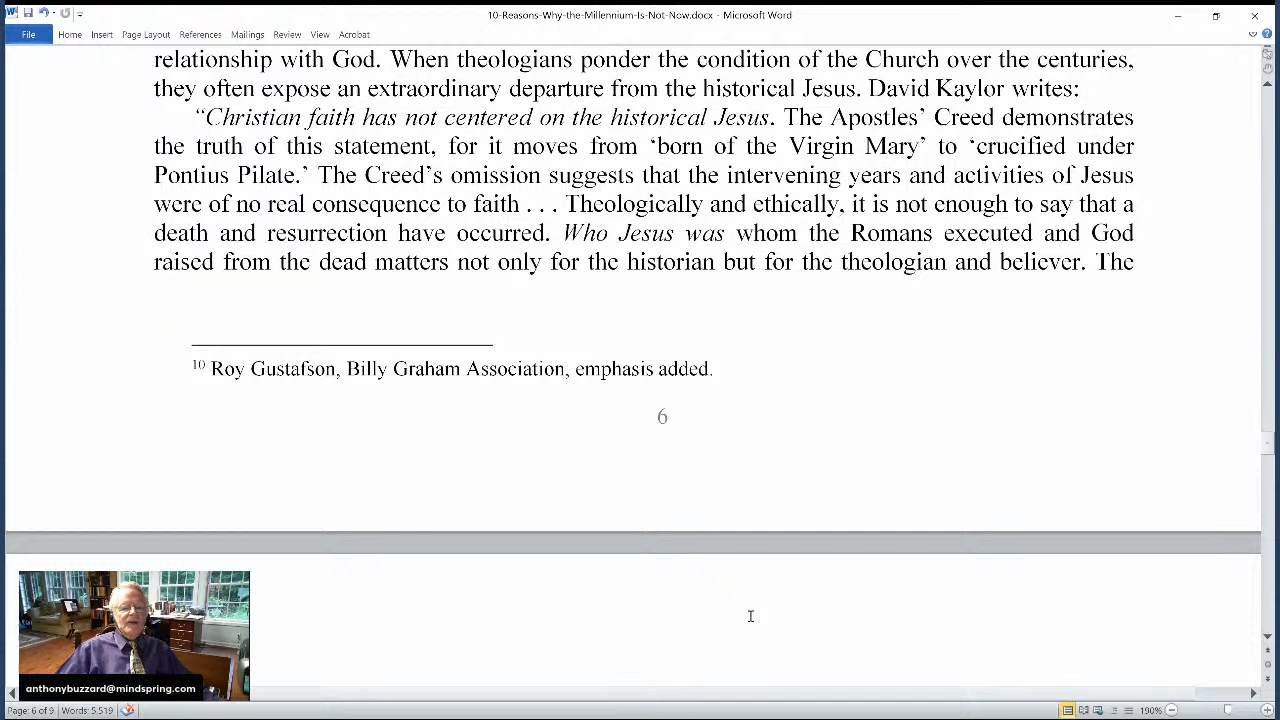 10-Reasons-Why-the-Millennium-Is-Not-Now.docx - Microsoft Word
File Home Insert Page Layout References Mailings Review View Acrobat
relationship with God. When theologians ponder the condition of the Church over the centuries,
they often expose an extraordinary departure from the historical Jesus. David Kaylor writes:
“Christian faith has not centered on the historical Jesus. The Apostles’ Creed demonstrates
the truth of this statement, for it moves from ‘born of the Virgin Mary’ to ‘crucified under
Pontius Pilate.’ The Creed’s omission suggests that the intervening years and activities of Jesus
were of no real consequence to faith . . . Theologically and ethically, it is not enough to say that a
death and resurrection have occurred. Who Jesus was whom the Romans executed and God
raised from the dead matters not only for the historian but for the theologian and believer. The
10 Roy Gustafson, Billy Graham Association, emphasis added.
6
anthonybuzzard@mindspring.com
Page: 6 of 9 Words: 5,519 190%